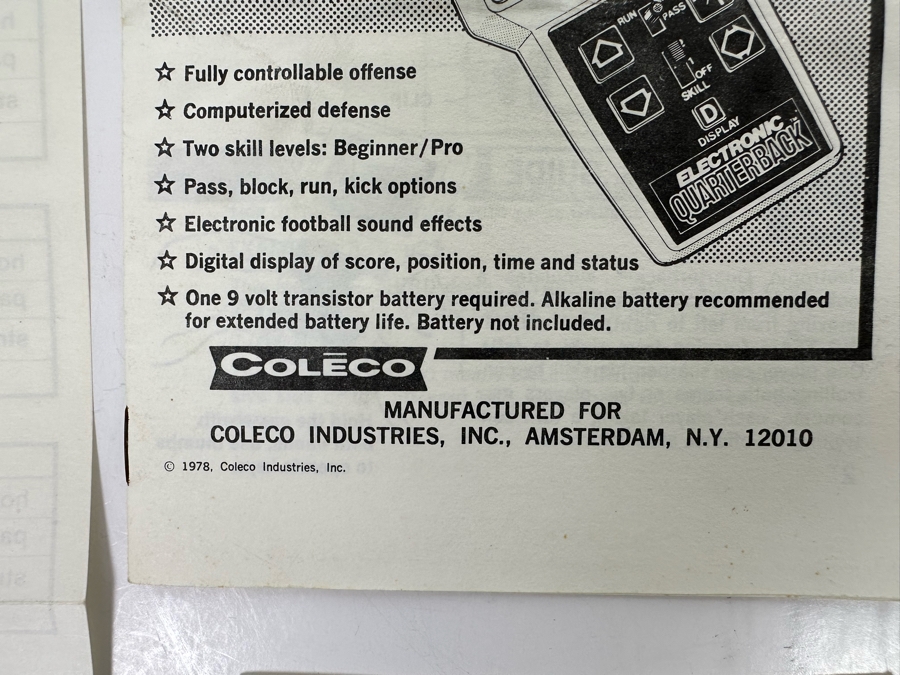 RUN PASS
OFF
SKILL
D
DISPLAY
ELECTRONIC™
QUARTERBACK
☆ Fully controllable offense
☆ Computerized defense
☆ Two skill levels: Beginner/Pro
☆ Pass, block, run, kick options
☆ Electronic football sound effects
☆ Digital display of score, position, time and status
☆ One 9 volt transistor battery required. Alkaline battery recommended
for extended battery life. Battery not included.
COLĒCO
MANUFACTURED FOR
COLECO INDUSTRIES, INC., AMSTERDAM, N.Y. 12010
© 1978, Coleco Industries, Inc.